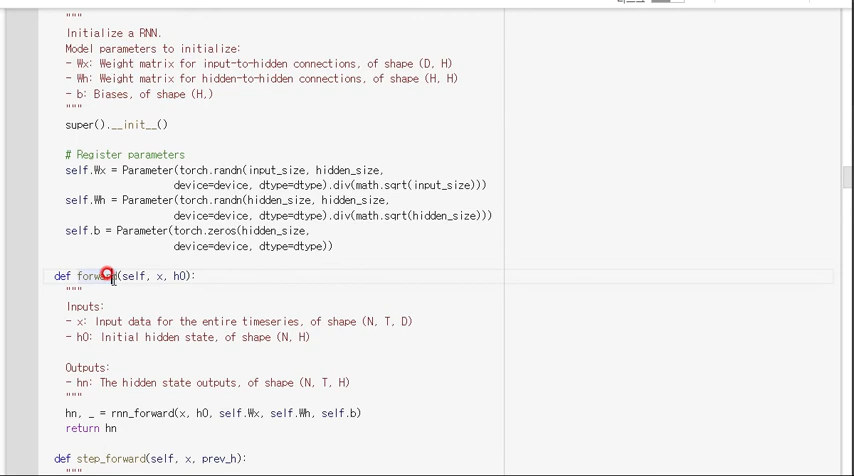 """
Initialize a RNN.
Model parameters to initialize:
- Wx: Weight matrix for input-to-hidden connections, of shape (D, H)
- Wh: Weight matrix for hidden-to-hidden connections, of shape (H, H)
- b: Biases, of shape (H,)
"""
super().__init__()
# Register parameters
self.Wx = Parameter(torch.randn(input_size, hidden_size,
device=device, dtype=dtype).div(math.sqrt(input_size)))
self.Wh = Parameter(torch.randn(hidden_size, hidden_size,
device=device, dtype=dtype).div(math.sqrt(hidden_size)))
self.b = Parameter(torch.zeros(hidden_size,
device=device, dtype=dtype))
def forward(self, x, h0):
"""
Inputs:
- x: Input data for the entire timeseries, of shape (N, T, D)
- h0: Initial hidden state, of shape (N, H)
Outputs:
- hn: The hidden state outputs, of shape (N, T, H)
"""
hn, _ = rnn_forward(x, h0, self.Wx, self.Wh, self.b)
return hn
def step_forward(self, x, prev_h):
"""